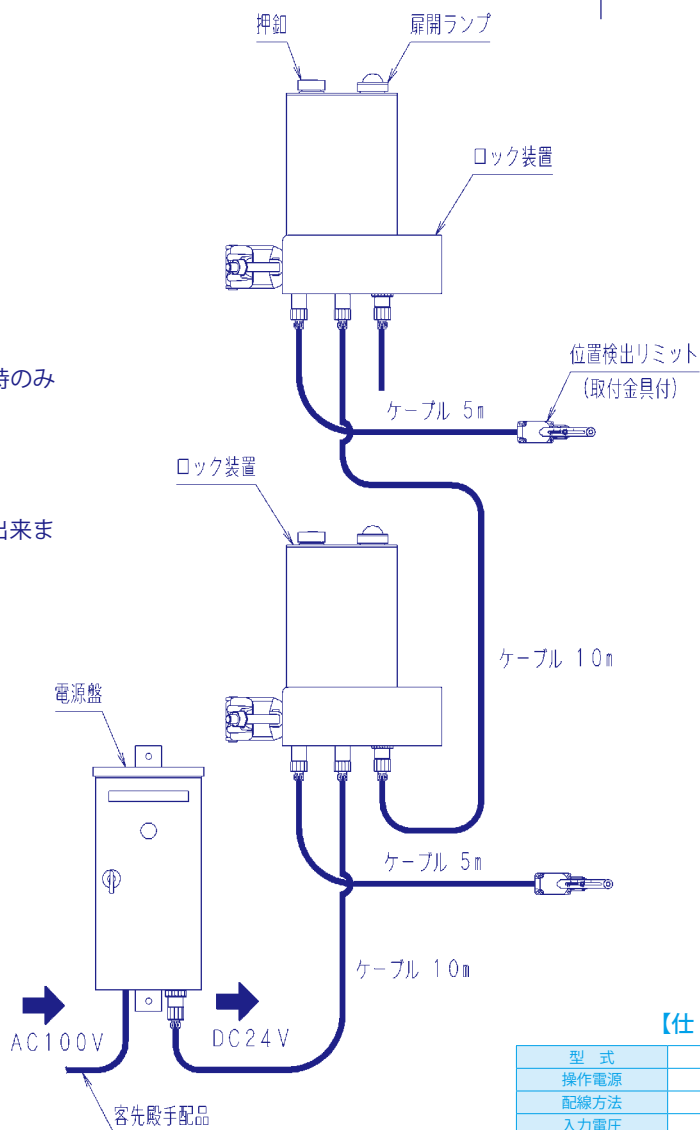 押釦
扉開ランプ
ロック装置
位置検出リミット
(取付金具付)
時のみ
ケーブル 5m
ロック装置
出来ま
ケーブル 10m
電源盤
ケーブル 5m
ケーブル 10m
AC100V
DC24V
客先殿手配品
【仕
型 式
操作電源
配線方法
入力電圧